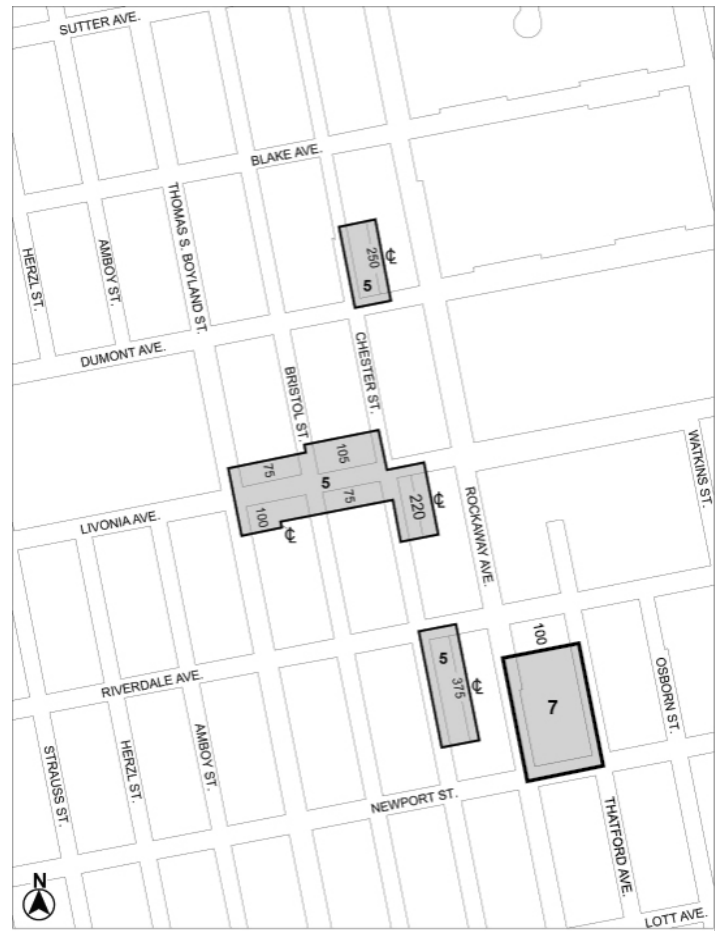 SUTTER AVE.
BLAKE AVE.
THOMAS S. BOYLAND ST.
HERZL ST.
AMBOY ST.
250
℄
5
DUMONT AVE.
CHESTER ST.
BRISTOL ST.
105
75
5
75
WATKINS ST.
100
220
℄
LIVONIA AVE.
℄
ROCKAWAY AVE.
100
5
375
℄
OSBORN ST.
RIVERDALE AVE.
7
STRAUSS ST.
HERZL ST.
AMBOY ST.
NEWPORT ST.
THATFORD AVE.
N
LOTT AVE.